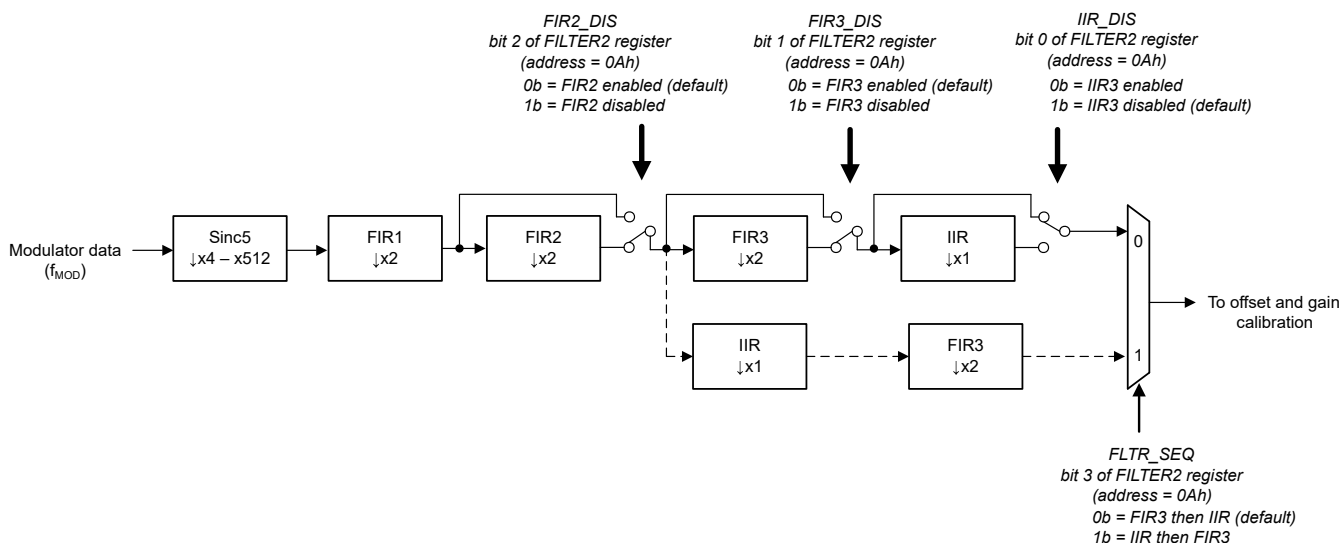 FIR2_DIS
bit 2 of FILTER2 register
(address = 0Ah)
0b = FIR2 enabled (default)
1b = FIR2 disabled
FIR3_DIS
bit 1 of FILTER2 register
(address = 0Ah)
0b = FIR3 enabled (default)
1b = FIR3 disabled
IIR_DIS
bit 0 of FILTER2 register
(address = 0Ah)
0b = IIR3 enabled
1b = IIR3 disabled (default)
Modulator data
(fMOD)
Sinc5
↓x4 – x512
FIR1
↓x2
FIR2
↓x2
FIR3
↓x2
IIR
↓x1
0
IIR
↓x1
FIR3
↓x2
1
To offset and gain
calibration
FLTR_SEQ
bit 3 of FILTER2 register
(address = 0Ah)
0b = FIR3 then IIR (default)
1b = IIR then FIR3